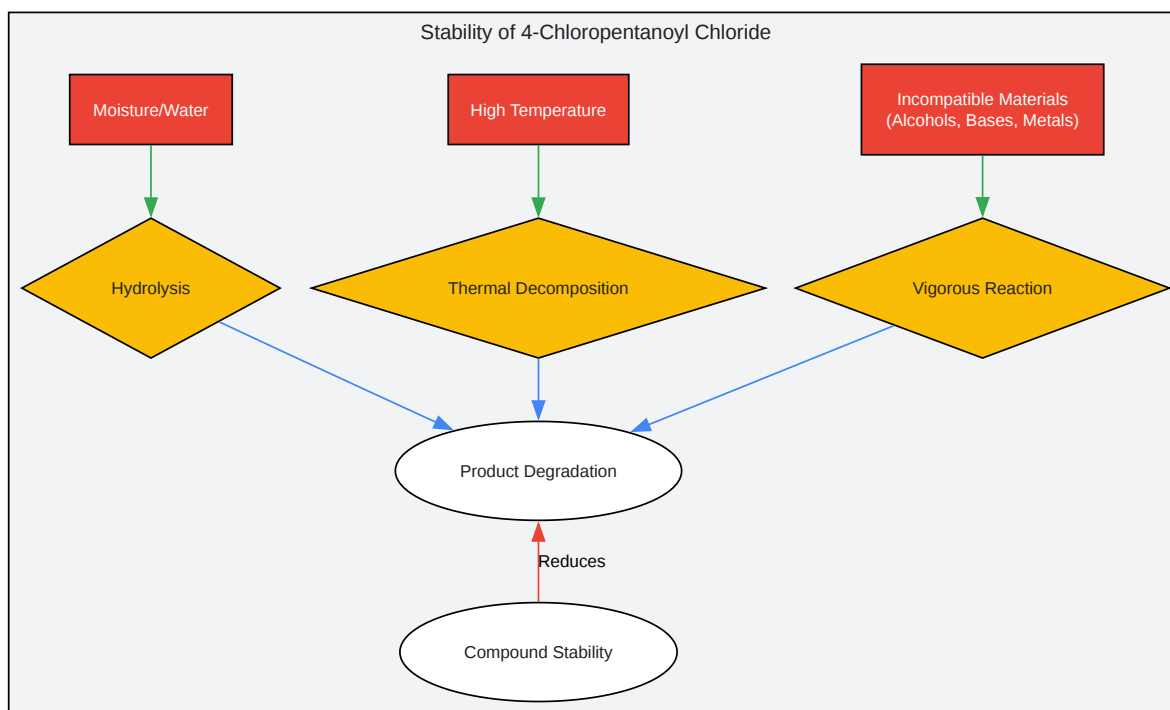 Stability of 4-Chloropentanoyl Chloride
Moisture/Water
High Temperature
Incompatible Materials
(Alcohols, Bases, Metals)
Hydrolysis
Thermal Decomposition
Vigorous Reaction
Product Degradation
Reduces
Compound Stability